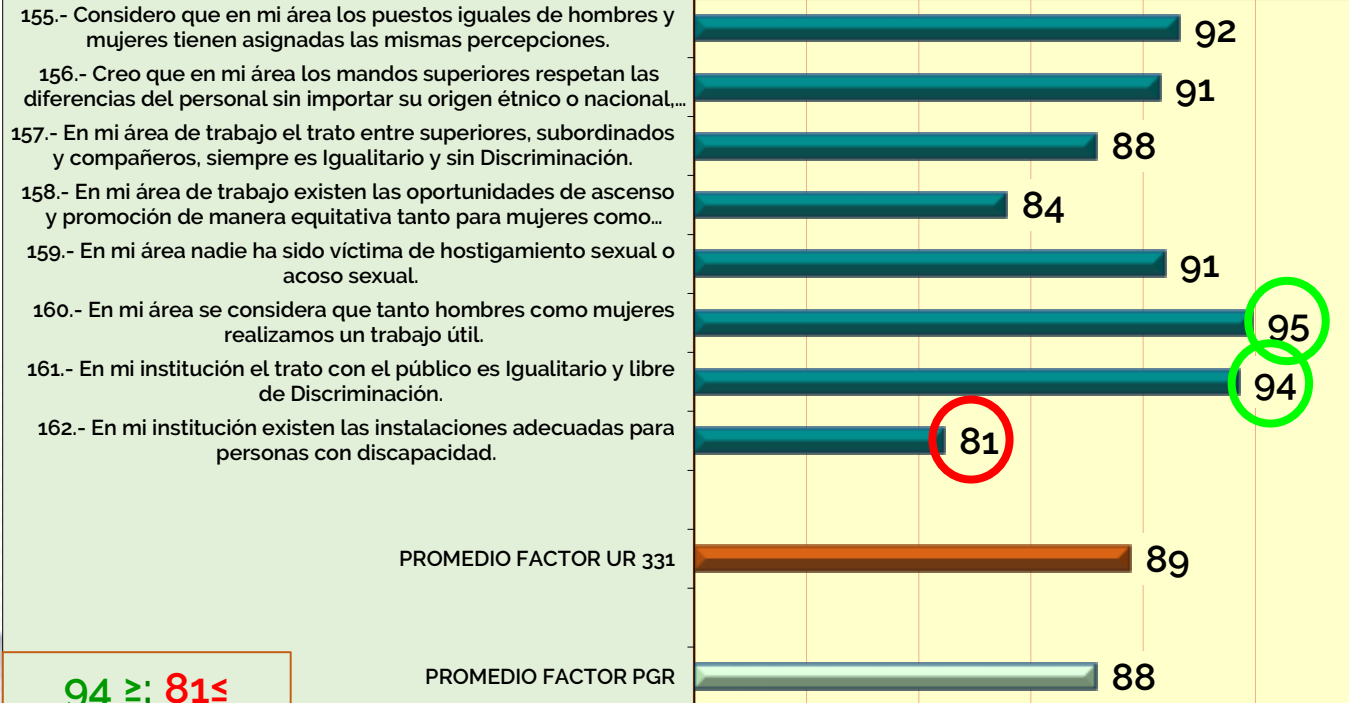 155.- Considero que en mi área los puestos iguales de hombres y
mujeres tienen asignadas las mismas percepciones.
92
156.- Creo que en mi área los mandos superiores respetan las
diferencias del personal sin importar su origen étnico o nacional,...
91
157.- En mi área de trabajo el trato entre superiores, subordinados
y compañeros, siempre es Igualitario y sin Discriminación.
88
158.- En mi área de trabajo existen las oportunidades de ascenso
y promoción de manera equitativa tanto para mujeres como...
84
159.- En mi área nadie ha sido víctima de hostigamiento sexual o
acoso sexual.
91
160.- En mi área se considera que tanto hombres como mujeres
realizamos un trabajo útil.
95
161.- En mi institución el trato con el público es Igualitario y libre
de Discriminación.
94
162.- En mi institución existen las instalaciones adecuadas para
personas con discapacidad.
81
PROMEDIO FACTOR UR 331
89
PROMEDIO FACTOR PGR
88
94 ≥; 81≤